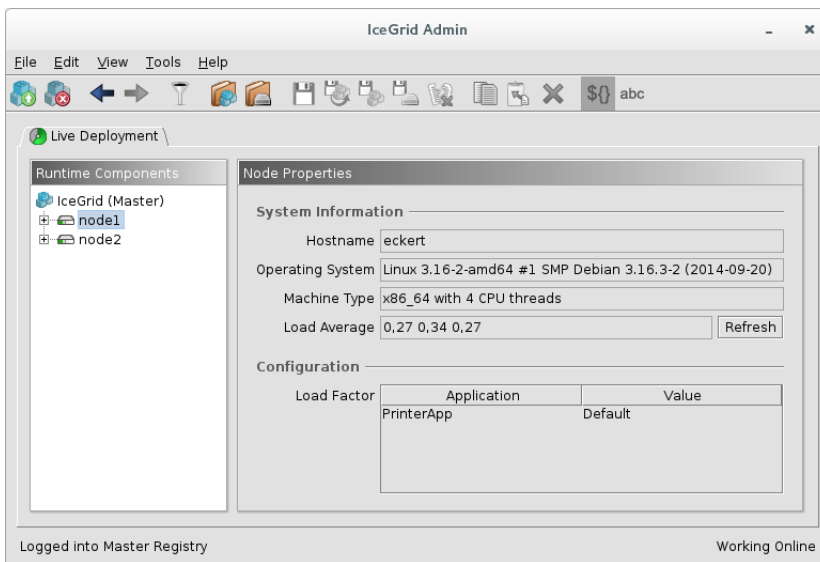 IceGrid Admin
File Edit View Tools Help
${} abc
Live Deployment
Runtime Components
IceGrid (Master)
node1
node2
Node Properties
System Information
Hostname eckert
Operating System Linux 3.16-2-amd64 #1 SMP Debian 3.16.3-2 (2014-09-20)
Machine Type x86_64 with 4 CPU threads
Load Average 0,27 0,34 0,27 Refresh
Configuration
Load Factor Application Value
PrinterApp Default
Logged into Master Registry Working Online